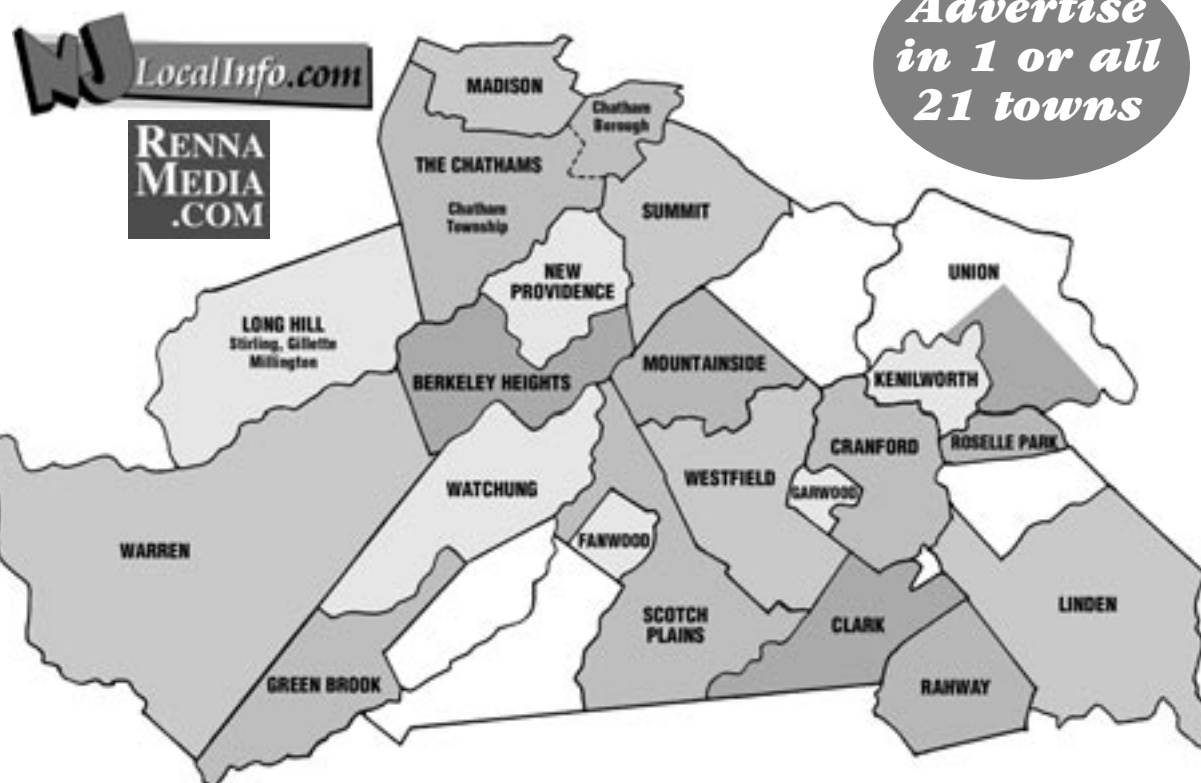 NJ
LocalInfo.com
RENNA
MEDIA
.COM
Advertise
in 1 or all
21 towns
MADISON
Chatham
Borough
THE CHATHAMS
Chatham
Township
SUMMIT
NEW
PROVIDENCE
UNION
LONG HILL
Stirling, Gillette
Millington
BERKELEY HEIGHTS
MOUNTAINSIDE
KENILWORTH
ROSELLE PARK
CRANFORD
WESTFIELD
GARWOOD
WATCHUNG
FANWOOD
WARREN
SCOTCH
PLAINS
CLARK
LINDEN
GREEN BROOK
RAHWAY